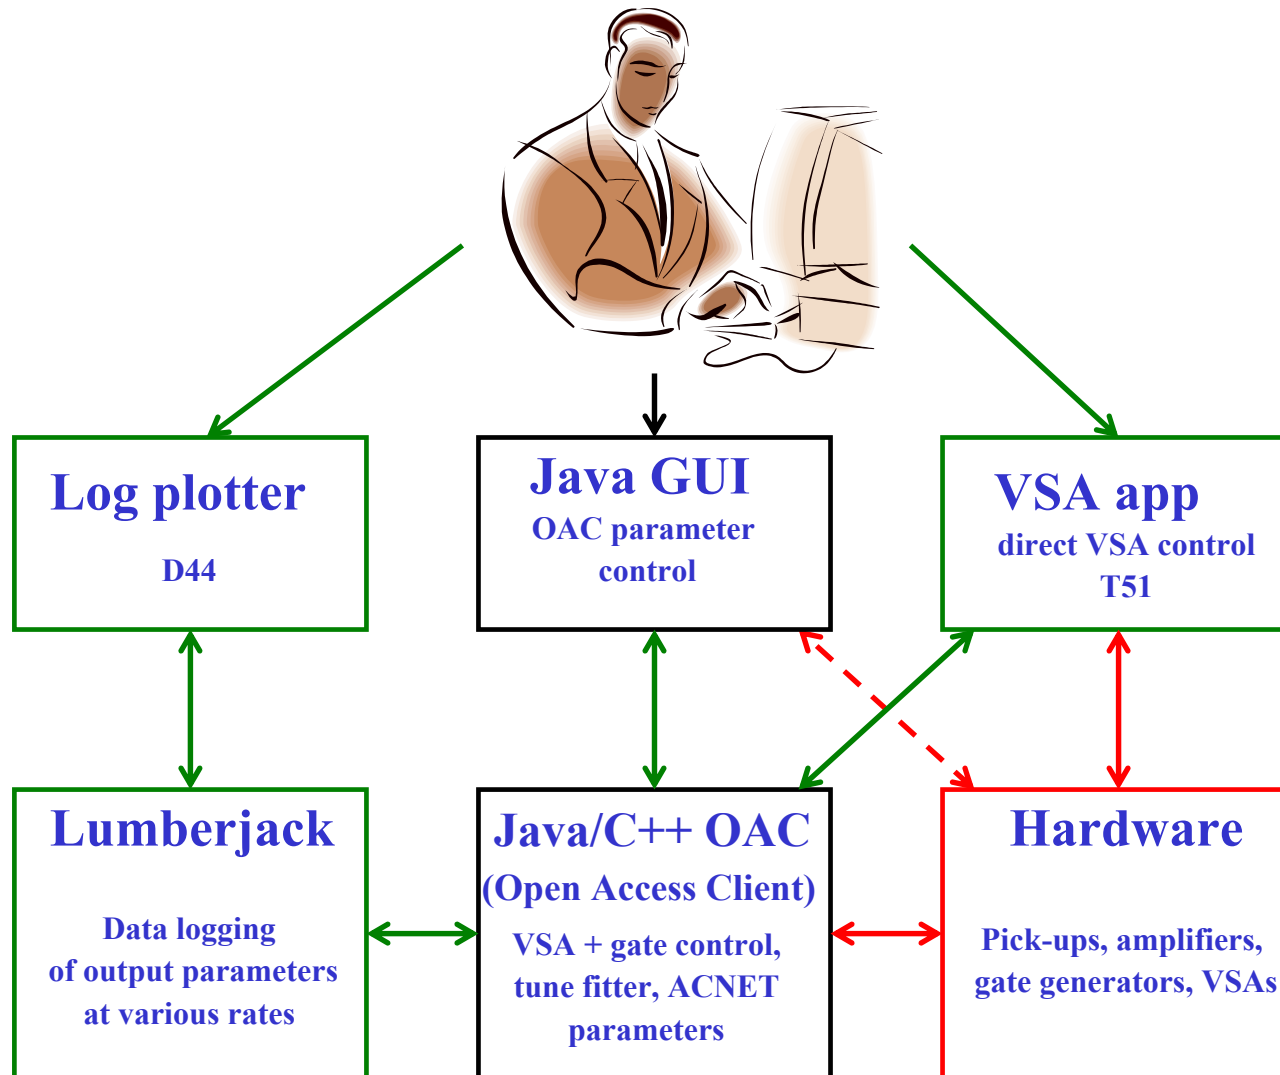 Log plotter
D44
Java GUI
OAC parameter
control
VSA app
direct VSA control
T51
Lumberjack
Data logging
of output parameters
at various rates
Java/C++ OAC
(Open Access Client)
VSA + gate control,
tune fitter, ACNET
parameters
Hardware
Pick-ups, amplifiers,
gate generators, VSAs